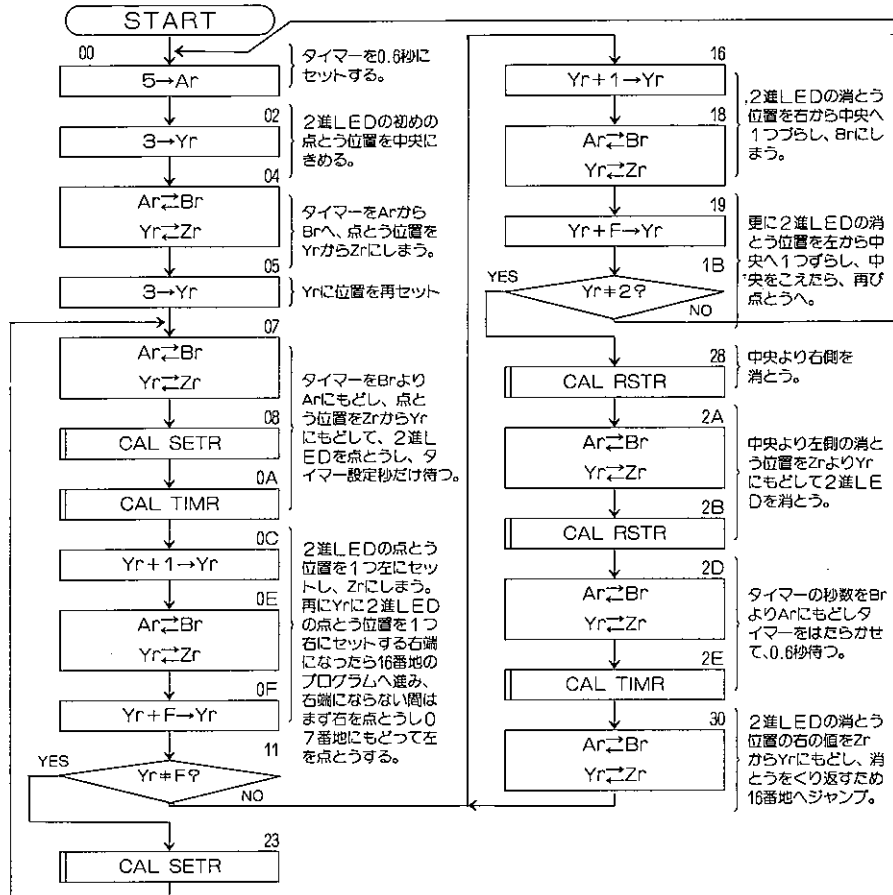 START
00
5→Ar
タイマーを0.6秒に
セットする。
02
3→Yr
2進LEDの初めの
点とう位置を中央に
きめる。
04
Ar⇄Br
Yr⇄Zr
タイマーをArから
Brへ、点とう位置を
YrからZrにしまう。
05
3→Yr
Yrに位置を再セット
07
Ar⇄Br
Yr⇄Zr
08
CAL SETR
0A
CAL TIMR
タイマーをBrより
Arにもどし、点と
う位置をZrからYr
にもどして、2進L
EDを点とうし、タ
イマー設定秒だけ待つ。
0C
Yr+1→Yr
0E
Ar⇄Br
Yr⇄Zr
0F
Yr+F→Yr
2進LEDの点とう
位置を1つ左にセッ
トし、Zrにしまう。
再にYrに2進LED
の点とう位置を1つ
右にセットする右端
になったら16番地の
プログラムへ進み、
右端にならない間は
まず右を点とうし0
7番地にもどって左
を点とうする。
11
YES
Yr≠F?
NO
23
CAL SETR
16
Yr+1→Yr
18
Ar⇄Br
Yr⇄Zr
2進LEDの消とう
位置を右から中央へ
1つづらし、Brにし
まう。
19
Yr+F→Yr
1B
YES
Yr≠2?
NO
更に2進LEDの消
とう位置を左から中
央へ1つずらし、中
央をこえたら、再び
点とうへ。
28
CAL RSTR
中央より右側を
消とう。
2A
Ar⇄Br
Yr⇄Zr
2B
CAL RSTR
中央より左側の消と
う位置をZrよりYr
にもどして2進LE
Dを消とう。
2D
Ar⇄Br
Yr⇄Zr
2E
CAL TIMR
タイマーの秒数をBr
よりArにもどしタ
イマーをはたらかせ
て、0.6秒待つ。
30
Ar⇄Br
Yr⇄Zr
2進LEDの消とう
位置の右の値をZr
からYrにもどし、消
とうをくり返すため
16番地へジャンプ。